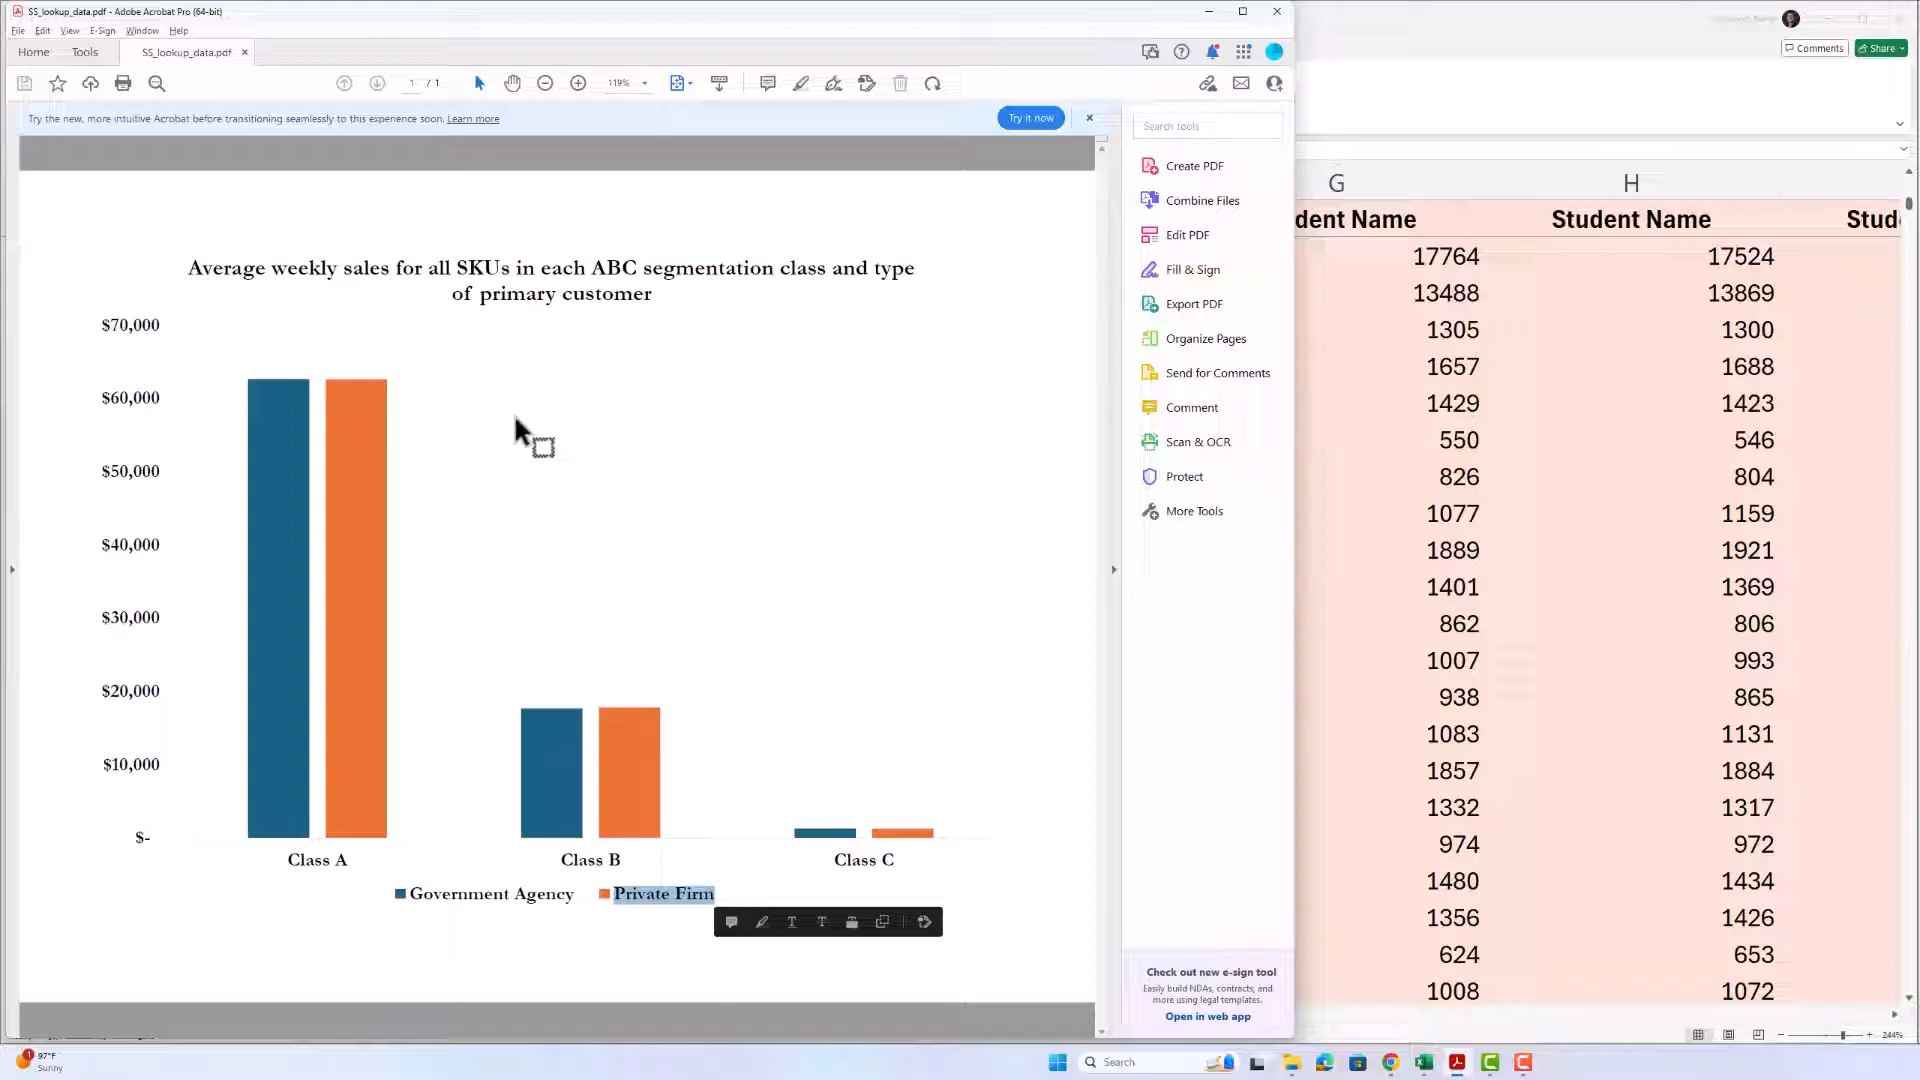 SS_lookup_data.pdf - Adobe Acrobat Pro (64-bit)
File Edit View E-Sign Window Help
Home Tools SS_lookup_data.pdf ×
Comments Share
1 / 1 119%
Try the new, more intuitive Acrobat before transitioning seamlessly to this experience soon. Learn more Try it now
Average weekly sales for all SKUs in each ABC segmentation class and type
of primary customer
$70,000
$60,000
$50,000
$40,000
$30,000
$20,000
$10,000
$-
Class A Class B Class C
Government Agency Private Firm
Search tools
Create PDF
Combine Files
Edit PDF
Fill & Sign
Export PDF
Organize Pages
Send for Comments
Comment
Scan & OCR
Protect
More Tools
Check out new e-sign tool
Easily build NDAs, contracts, and
more using legal templates.
Open in web app
G H
dent Name Student Name Stud
17764 17524
13488 13869
1305 1300
1657 1688
1429 1423
550 546
826 804
1077 1159
1889 1921
1401 1369
862 806
1007 993
938 865
1083 1131
1857 1884
1332 1317
974 972
1480 1434
1356 1426
624 653
1008 1072
244%
1
97°F
Sunny
Search